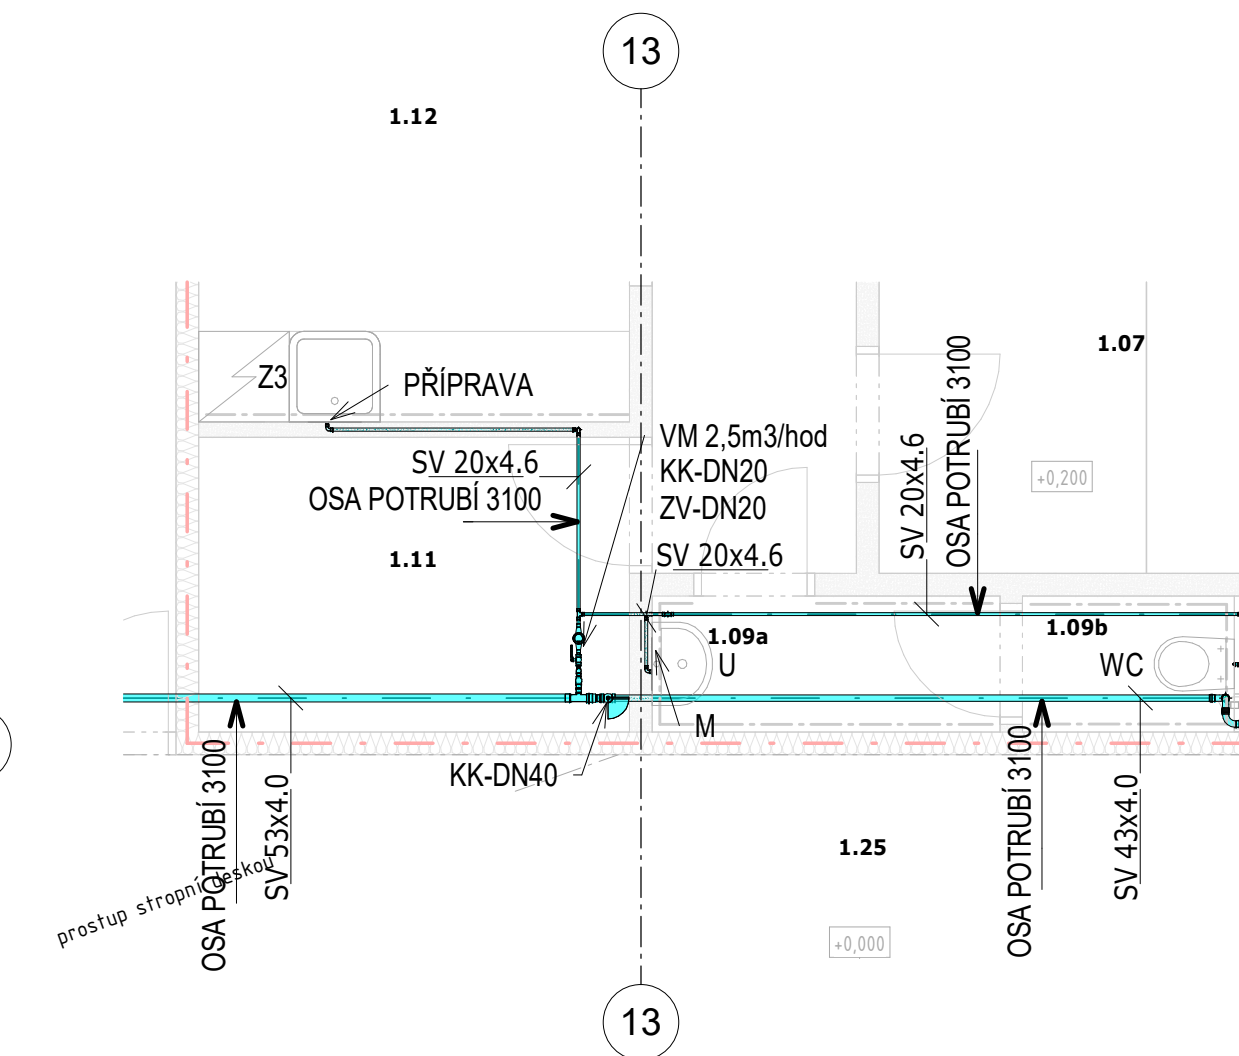 13
1.12
1.07
Z3
PŘÍPRAVA
VM 2,5m3/hod
KK-DN20
ZV-DN20
SV 20x4.6
OSA POTRUBÍ 3100
SV 20x4.6
OSA POTRUBÍ 3100
+0,200
1.11
SV 20x4.6
1.09a
1.09b
U
WC
M
KK-DN40
OSA POTRUBÍ 3100
SV 53x4.0
prostup stropní deskou
1.25
OSA POTRUBÍ 3100
SV 43x4.0
+0,000
13